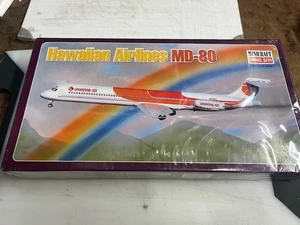 Hawaiian Airlines MD-80
MINICRAFT
MODEL KITS
HAWAIIAN AIR